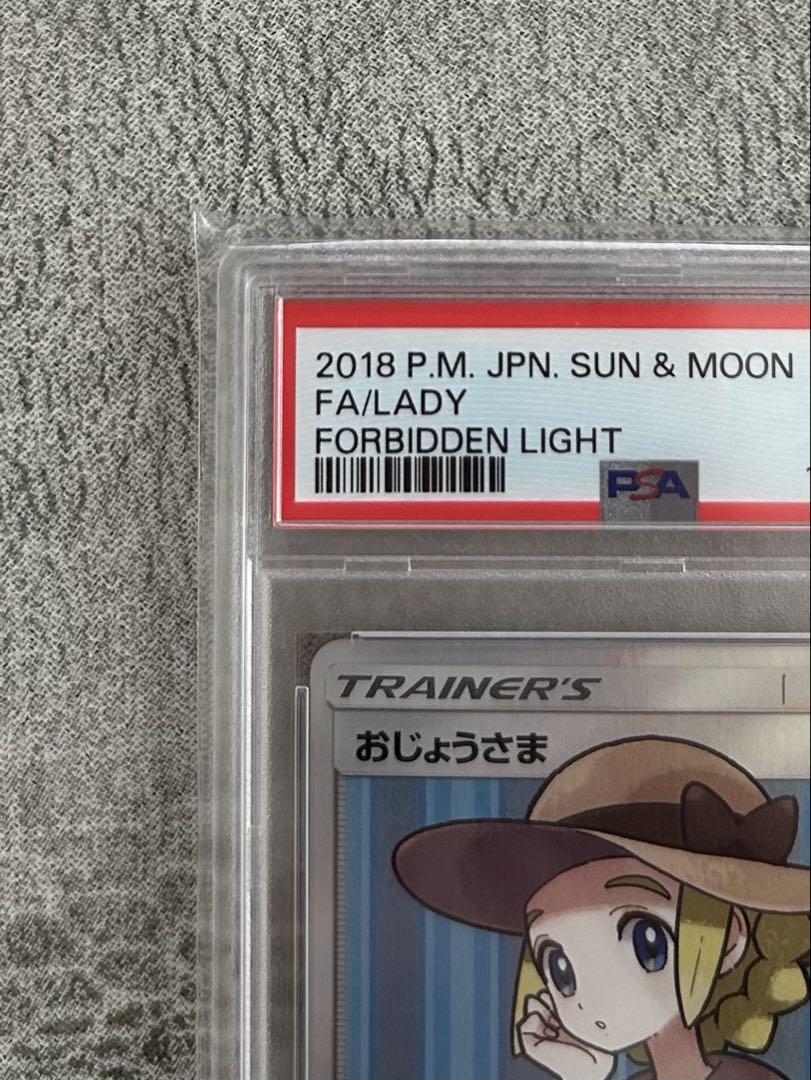 2018 P.M. JPN. SUN & MOON
FA/LADY
FORBIDDEN LIGHT
PSA
TRAINER'S
おじょうさま